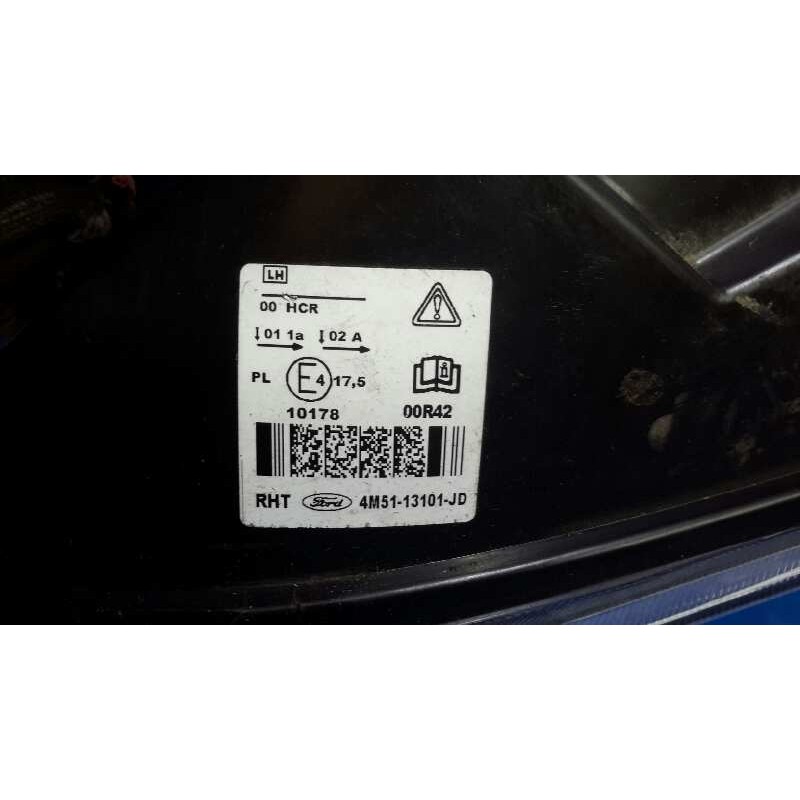 LH
00 HCR
01 1a 02 A
PL E4 17,5
10178 00R42
RHT Ford 4M51-13101-JD